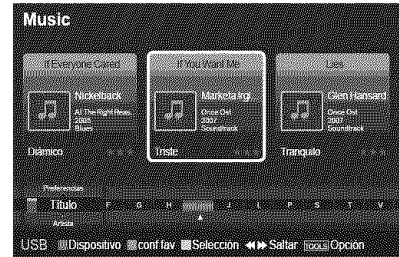 Music
If Everyone Cared
Nickelback
All The Right Reas.
2005
Blues
Diámico
If You Want Me
Marketa Irgl
Once Ost
2007
Soundtrack
Triste
Lies
Glen Hansard
Once Ost
2007
Soundtrack
Tranquilo
Preferencias
Título
Artista
F G H J L P S T V
USB Dispositivo conf fav Selección Saltar TOOLS Opción